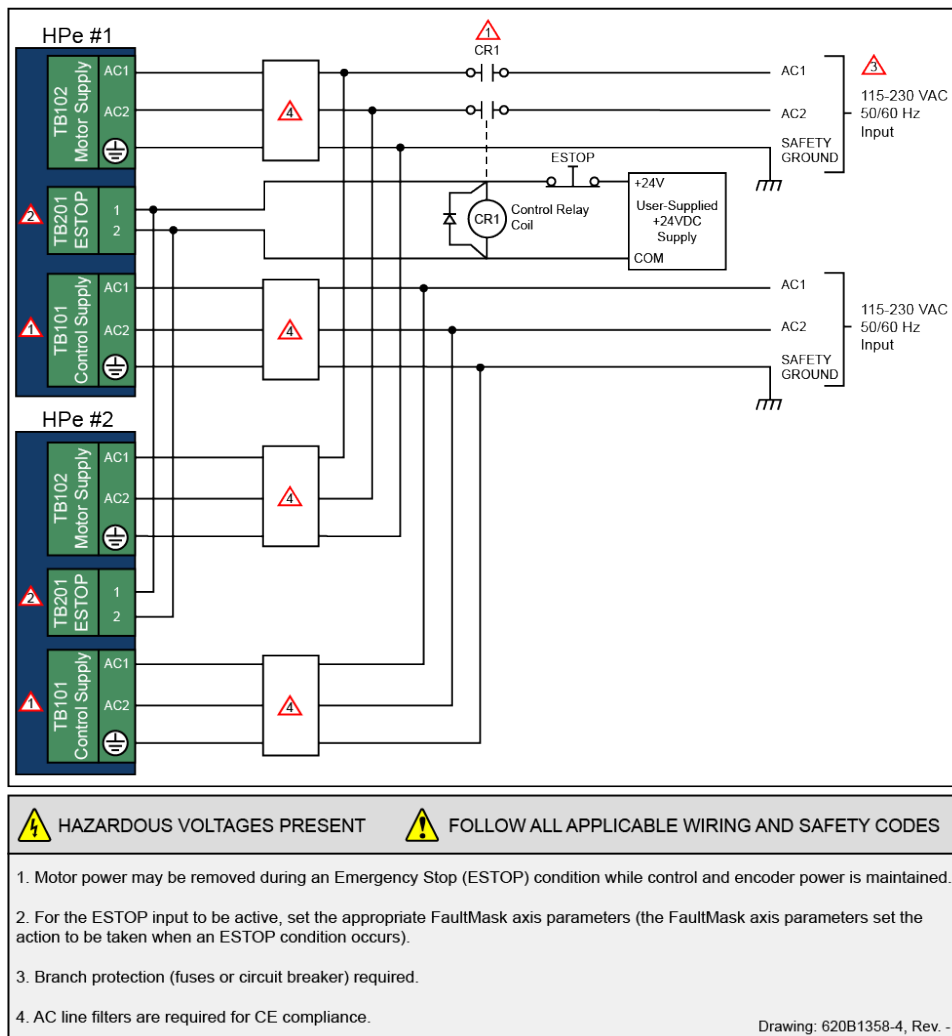 HPe #1
TB102
Motor Supply
AC1
AC2
4
1
CR1
AC1
AC2
SAFETY
GROUND
3
115-230 VAC
50/60 Hz
Input
2
TB201
ESTOP
1
2
ESTOP
CR1
Control Relay
Coil
+24V
User-Supplied
+24VDC
Supply
COM
1
TB101
Control Supply
AC1
AC2
4
AC1
AC2
SAFETY
GROUND
115-230 VAC
50/60 Hz
Input
HPe #2
TB102
Motor Supply
AC1
AC2
4
2
TB201
ESTOP
1
2
1
TB101
Control Supply
AC1
AC2
4
HAZARDOUS VOLTAGES PRESENT
FOLLOW ALL APPLICABLE WIRING AND SAFETY CODES
1. Motor power may be removed during an Emergency Stop (ESTOP) condition while control and encoder power is maintained.
2. For the ESTOP input to be active, set the appropriate FaultMask axis parameters (the FaultMask axis parameters set the
action to be taken when an ESTOP condition occurs).
3. Branch protection (fuses or circuit breaker) required.
4. AC line filters are required for CE compliance.
Drawing: 620B1358-4, Rev. -